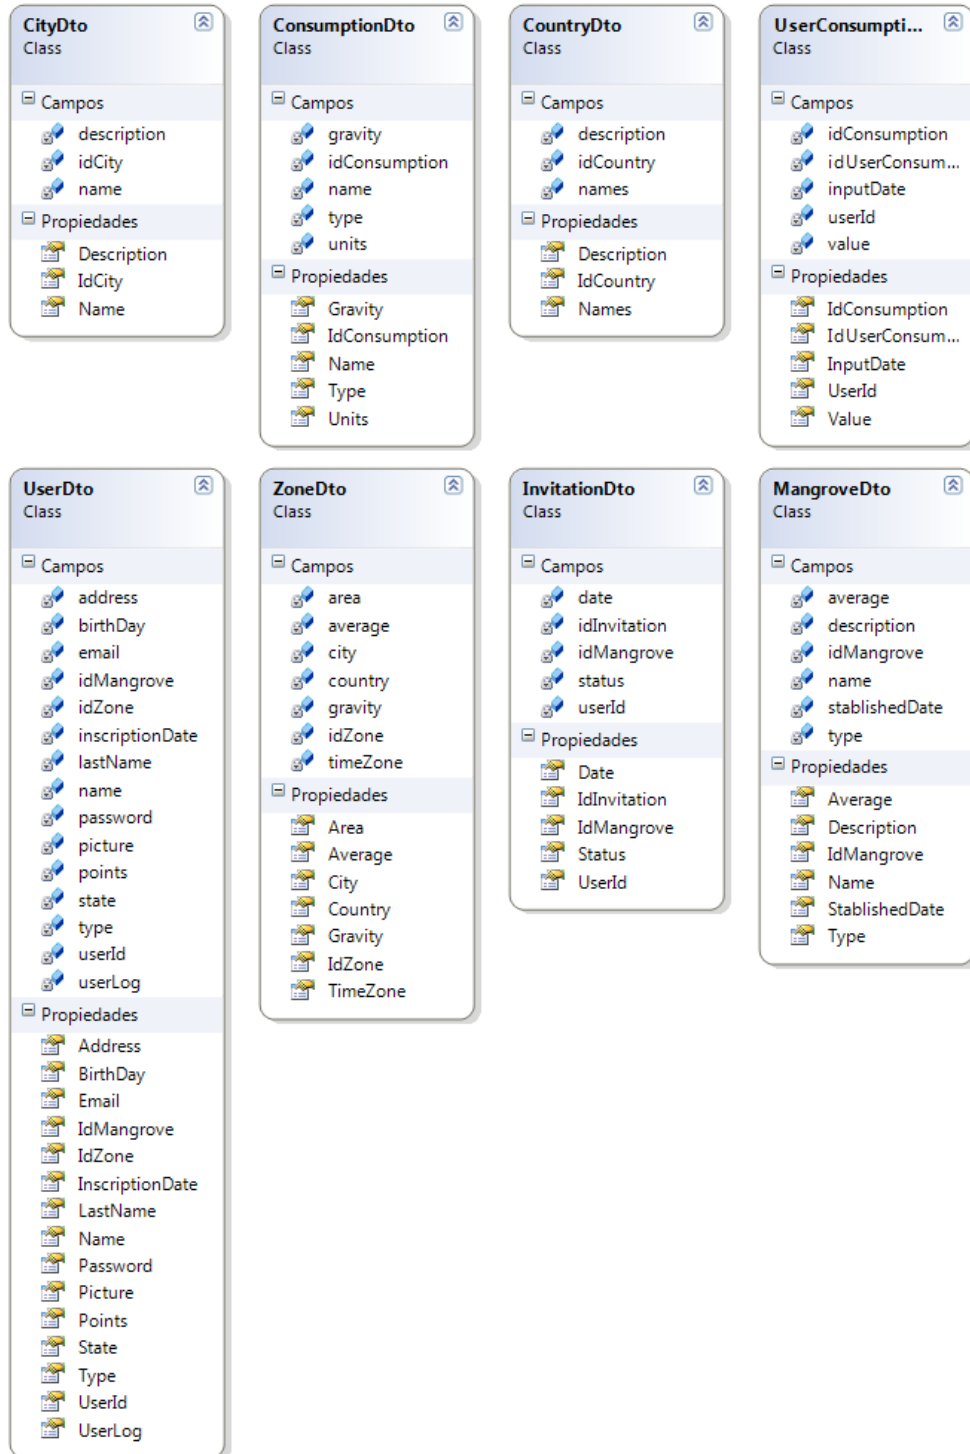 CityDto
Class
Campos
description
idCity
name
Propiedades
Description
IdCity
Name
ConsumptionDto
Class
Campos
gravity
idConsumption
name
type
units
Propiedades
Gravity
IdConsumption
Name
Type
Units
CountryDto
Class
Campos
description
idCountry
names
Propiedades
Description
IdCountry
Names
UserConsumpti...
Class
Campos
idConsumption
idUserConsum...
inputDate
userId
value
Propiedades
IdConsumption
IdUserConsum...
InputDate
UserId
Value
UserDto
Class
Campos
address
birthDay
email
idMangrove
idZone
inscriptionDate
lastName
name
password
picture
points
state
type
userId
userLog
Propiedades
Address
BirthDay
Email
IdMangrove
IdZone
InscriptionDate
LastName
Name
Password
Picture
Points
State
Type
UserId
UserLog
ZoneDto
Class
Campos
area
average
city
country
gravity
idZone
timeZone
Propiedades
Area
Average
City
Country
Gravity
IdZone
TimeZone
InvitationDto
Class
Campos
date
idInvitation
idMangrove
status
userId
Propiedades
Date
IdInvitation
IdMangrove
Status
UserId
MangroveDto
Class
Campos
average
description
idMangrove
name
stablishedDate
type
Propiedades
Average
Description
IdMangrove
Name
StablishedDate
Type